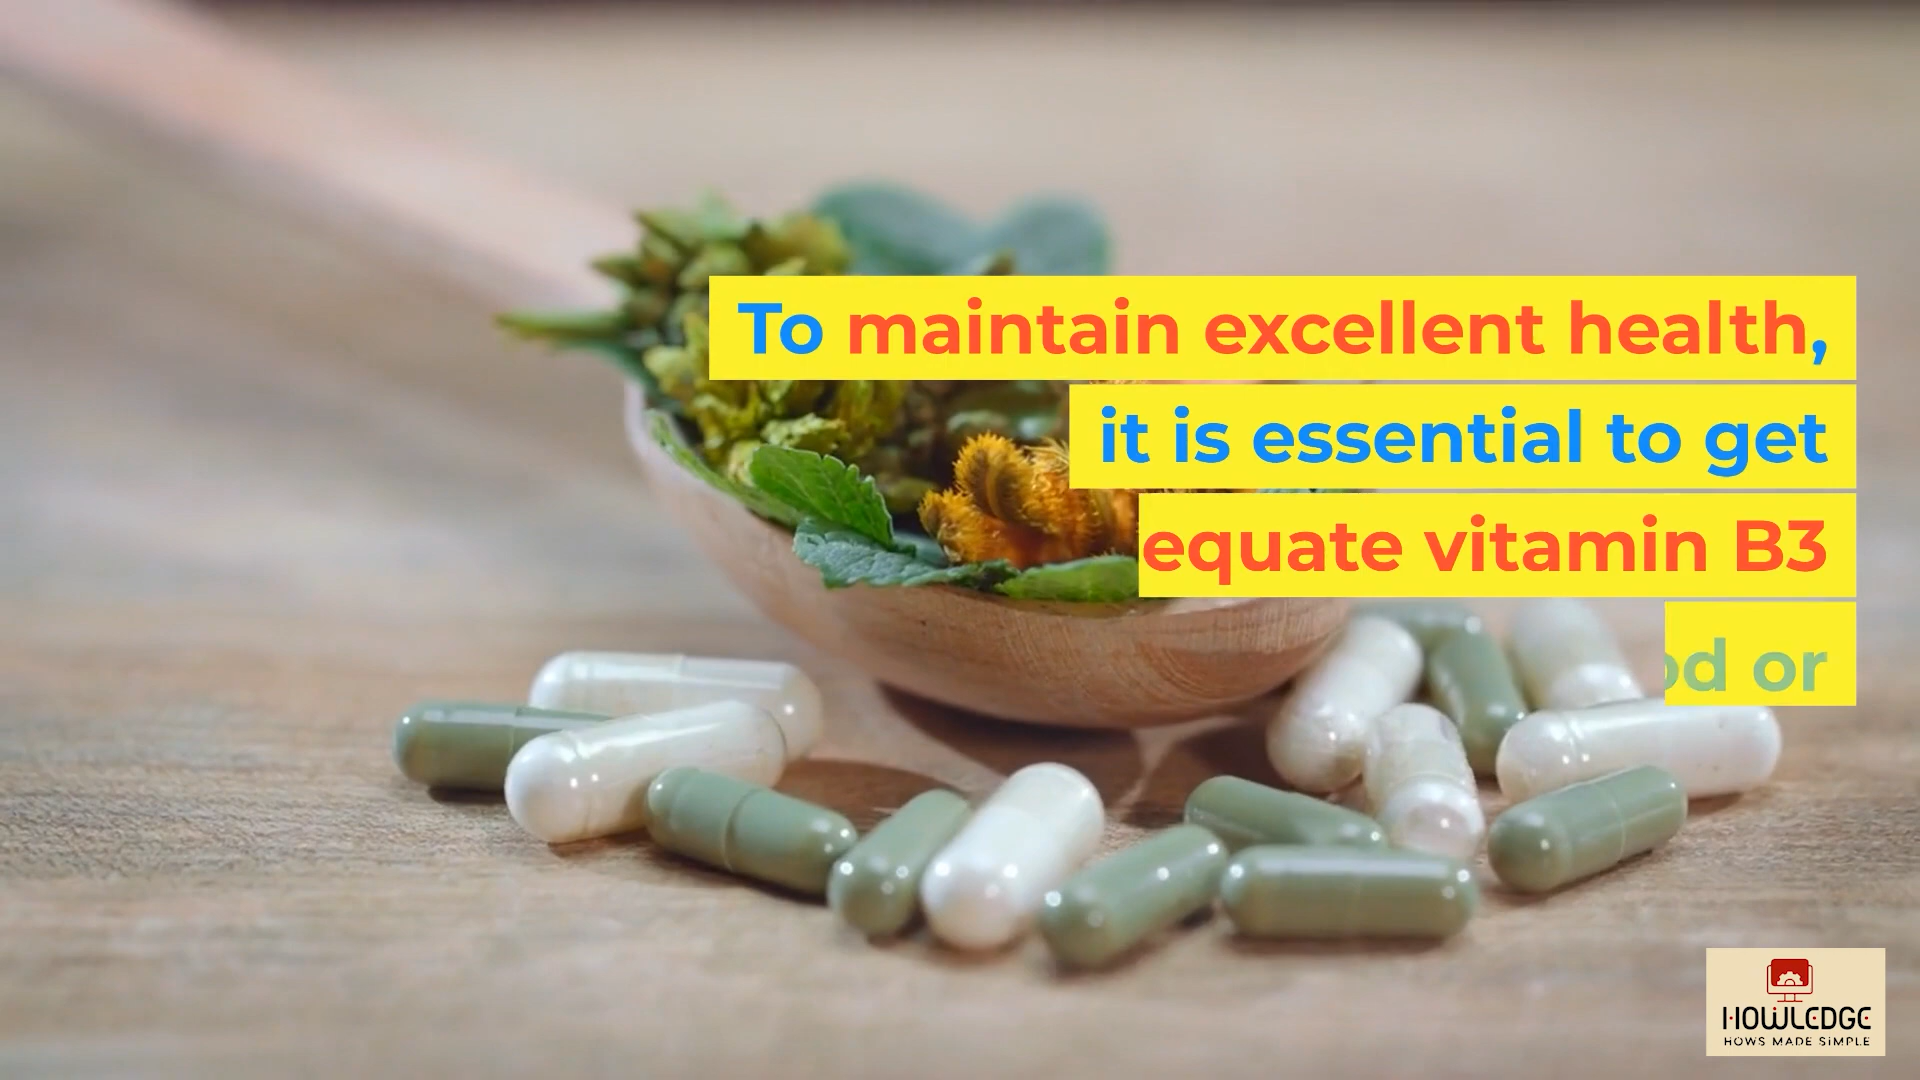 To maintain excellent health,
it is essential to get
equate vitamin B3
od or
HOWLEDGE
HOWS MADE SiMPLE